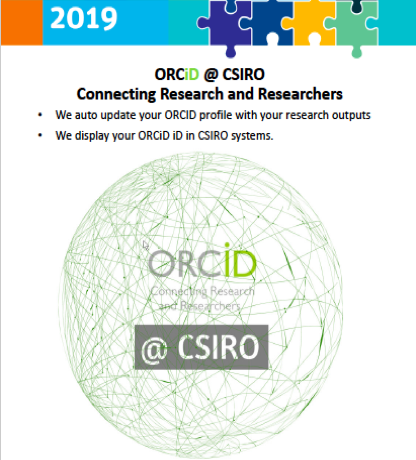 2019
ORCiD @ CSIRO
Connecting Research and Researchers
• We auto update your ORCID profile with your research outputs
• We display your ORCiD iD in CSIRO systems.
ORCiD
Connecting Research
and Researchers
@ CSIRO